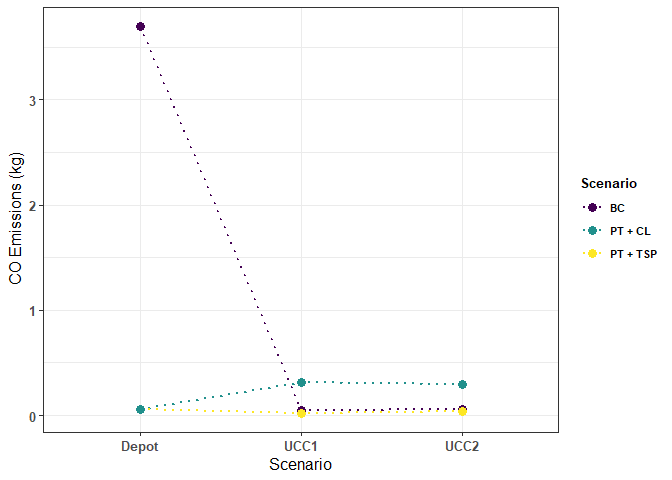 CO Emissions (kg)
3
2
1
0
Depot
UCC1
UCC2
Scenario
Scenario
BC
PT + CL
PT + TSP